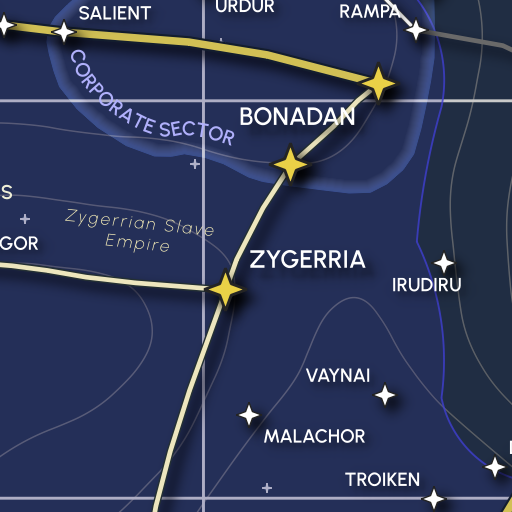 SALIENT
URDUR
RAMPA
CORPORATE SECTOR
BONADAN
S
Zygerrian Slave
Empire
GOR
ZYGERRIA
IRUDIRU
VAYNAI
MALACHOR
TROIKEN